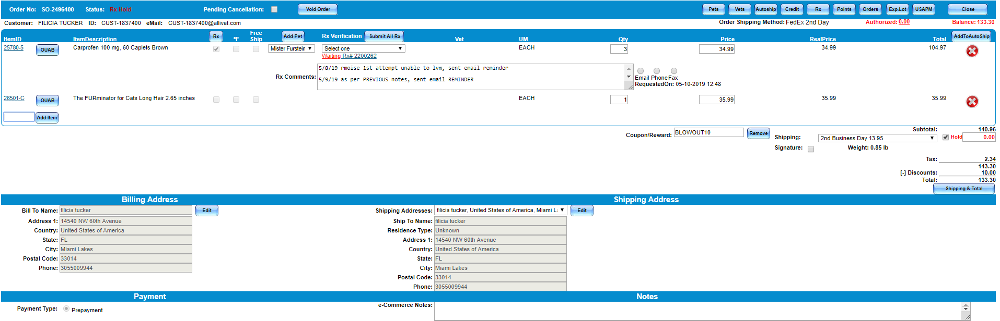 Order No: SO-2496400 Status: Rx Hold Pending Cancellation: Void Order Pets Vets Autoship Credit Rx Points Orders Exp.Lot USAPM Close
Customer: FILICIA TUCKER ID: CUST-1837400 eMail: CUST-1837400@allivet.com Order Shipping Method: FedEx 2nd Day Authorized: 0.00 Balance: 133.30
ItemID ItemDescription Rx ºF Free Ship Add Pet Rx Verification Submit All Rx Vet UM Qty Price RealPrice Total AddToAutoShip
25780-5 OUAB Carprofen 100 mg, 60 Caplets Brown Mister Furstein Select one EACH 3 34.99 34.99 104.97
Waiting Rx# 2200262
Rx Comments: 5/8/19 rmoise 1st attempt unable to lvm, sent email reminder
5/9/19 as per PREVIOUS notes, sent email REMINDER
Email Phone Fax
RequestedOn: 05-10-2019 12:48
26501-C OUAB The FURminator for Cats Long Hair 2.65 inches EACH 1 35.99 35.99 35.99
Add Item
Coupon/Reward: BLOWOUT10 Remove Subtotal: 140.96
Shipping: 2nd Business Day 13.95 Hold 0.00
Signature: Weight: 0.85 lb
Tax: 2.34
143.30
[-] Discounts: 10.00
Total: 133.30
Shipping & Total
Billing Address
Bill To Name: filicia tucker Edit
Address 1: 14540 NW 60th Avenue
Country: United States of America
State: FL
City: Miami Lakes
Postal Code: 33014
Phone: 3055009944
Shipping Address
Shipping Addresses: filicia tucker, United States of America, Miami L Edit
Ship To Name: filicia tucker
Residence Type: Unknown
Address 1: 14540 NW 60th Avenue
Country: United States of America
State: FL
City: Miami Lakes
Postal Code: 33014
Phone: 3055009944
Payment
Payment Type: Prepayment
Notes
e-Commerce Notes: